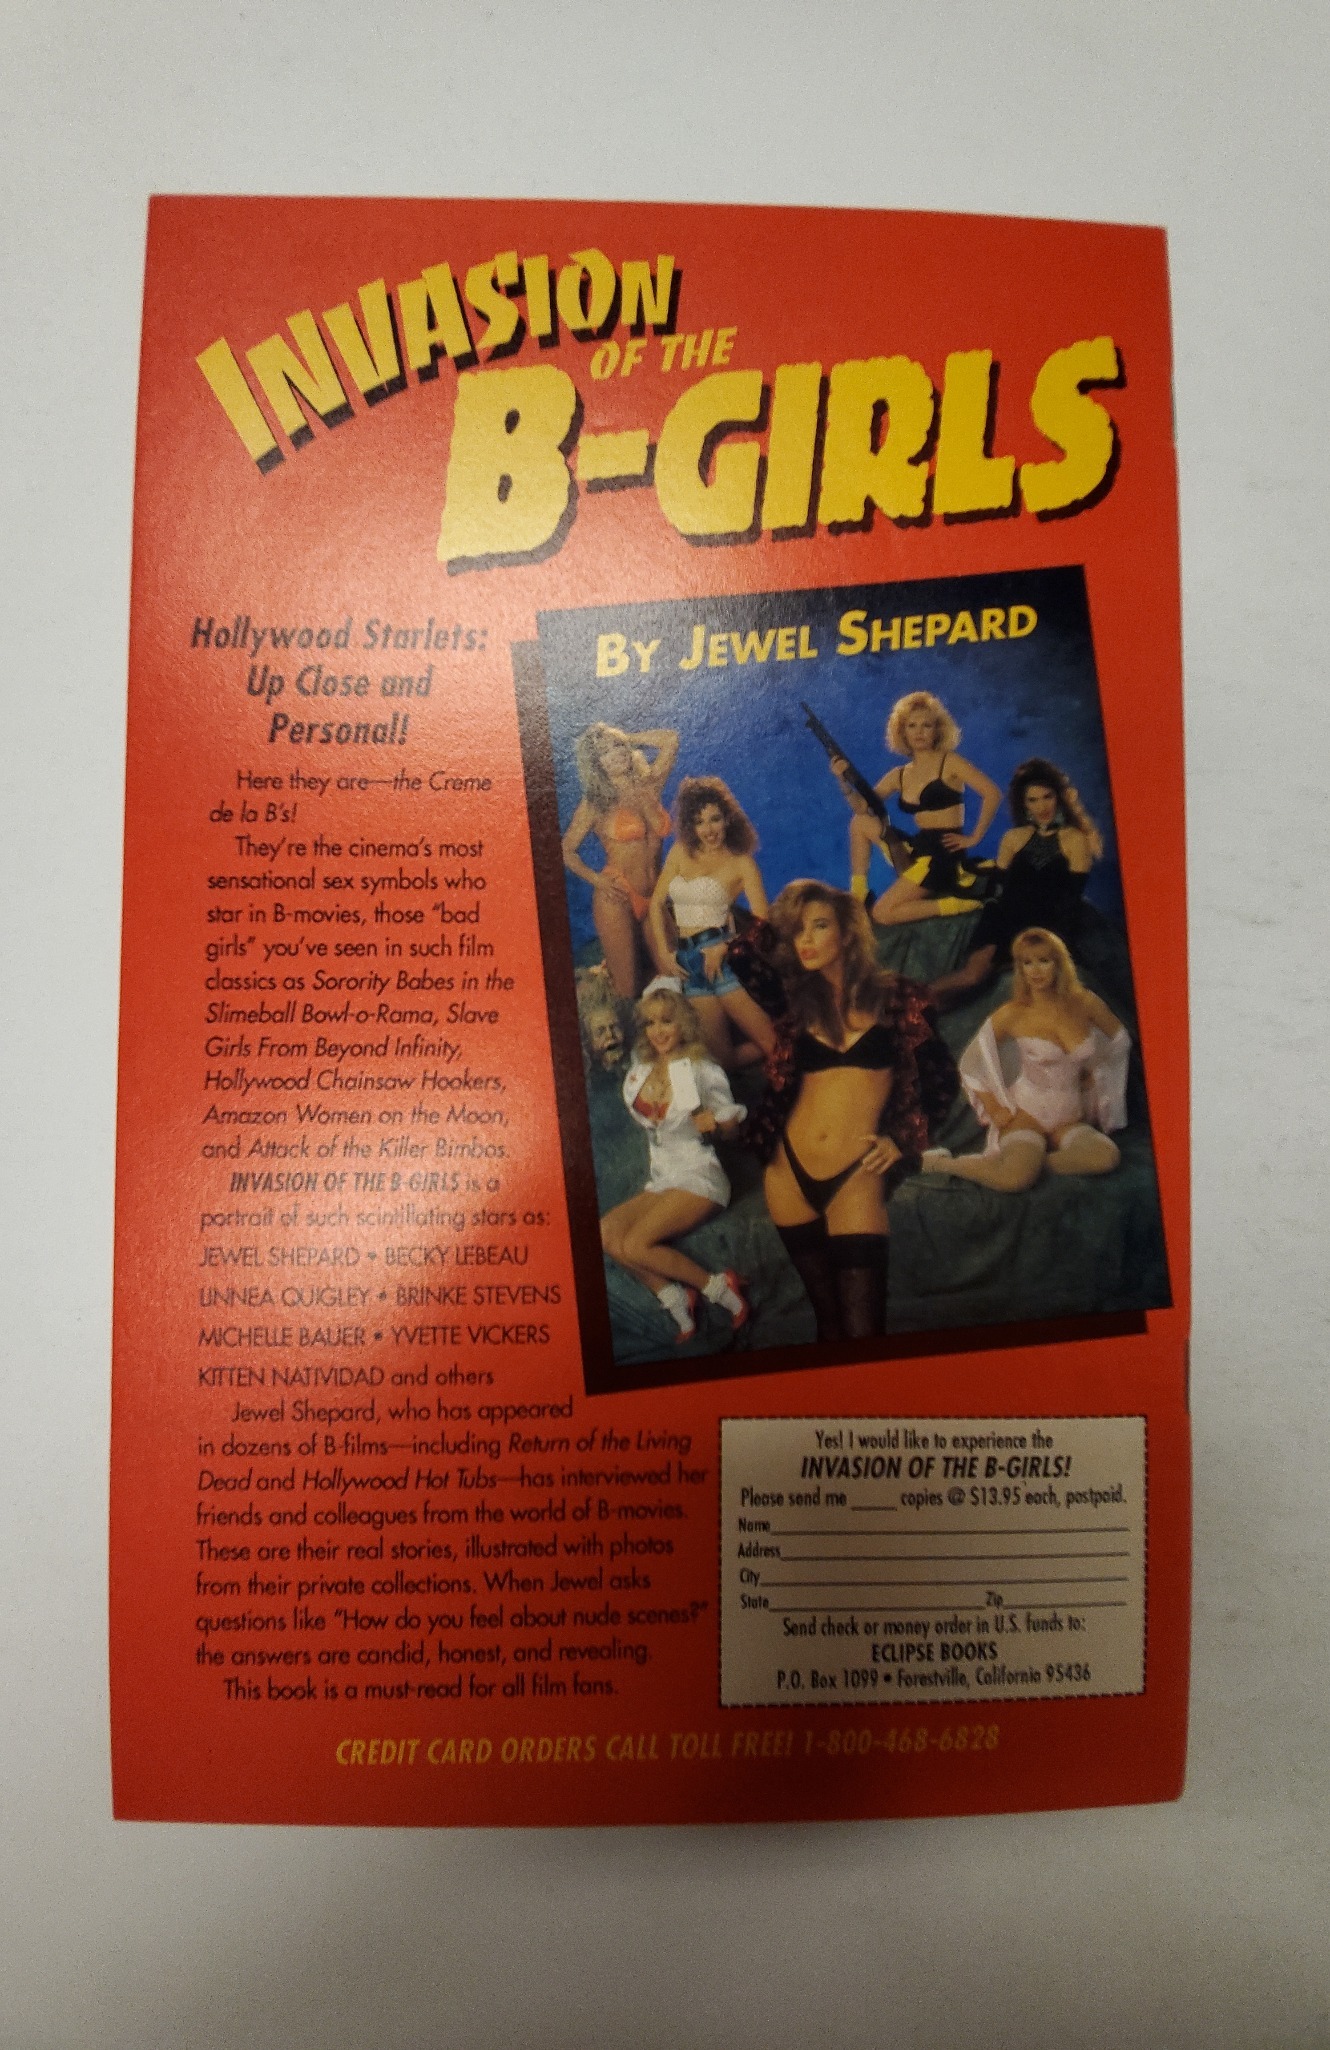 INVASION
OF THE
B-GIRLS
Hollywood Starlets:
Up Close and
Personal!
Here they are—the Creme
de la B's!
They're the cinema's most
sensational sex symbols who
star in B-movies, those "bad
girls" you've seen in such film
classics as Sorority Babes in the
Slimeball Bowl-o-Rama, Slave
Girls From Beyond Infinity,
Hollywood Chainsaw Hookers,
Amazon Women on the Moon,
and Attack of the Killer Bimbos.
INVASION OF THE B-GIRLS is a
portrait of such scintillating stars as:
JEWEL SHEPARD • BECKY LEBEAU
LINNEA QUIGLEY • BRINKE STEVENS
MICHELLE BAUER • YVETTE VICKERS
KITTEN NATIVIDAD and others
Jewel Shepard, who has appeared
in dozens of B-films—including Return of the Living
Dead and Hollywood Hot Tubs—has interviewed her
friends and colleagues from the world of B-movies.
These are their real stories, illustrated with photos
from their private collections. When Jewel asks
questions like "How do you feel about nude scenes?"
the answers are candid, honest, and revealing.
This book is a must-read for all film fans.
BY JEWEL SHEPARD
Yes! I would like to experience the
INVASION OF THE B-GIRLS!
Please send me ____ copies @ $13.95 each, postpaid.
Name
Address
City
State Zip
Send check or money order in U.S. funds to:
ECLIPSE BOOKS
P.O. Box 1099 • Forestville, California 95436
CREDIT CARD ORDERS CALL TOLL FREE! 1-800-468-6828